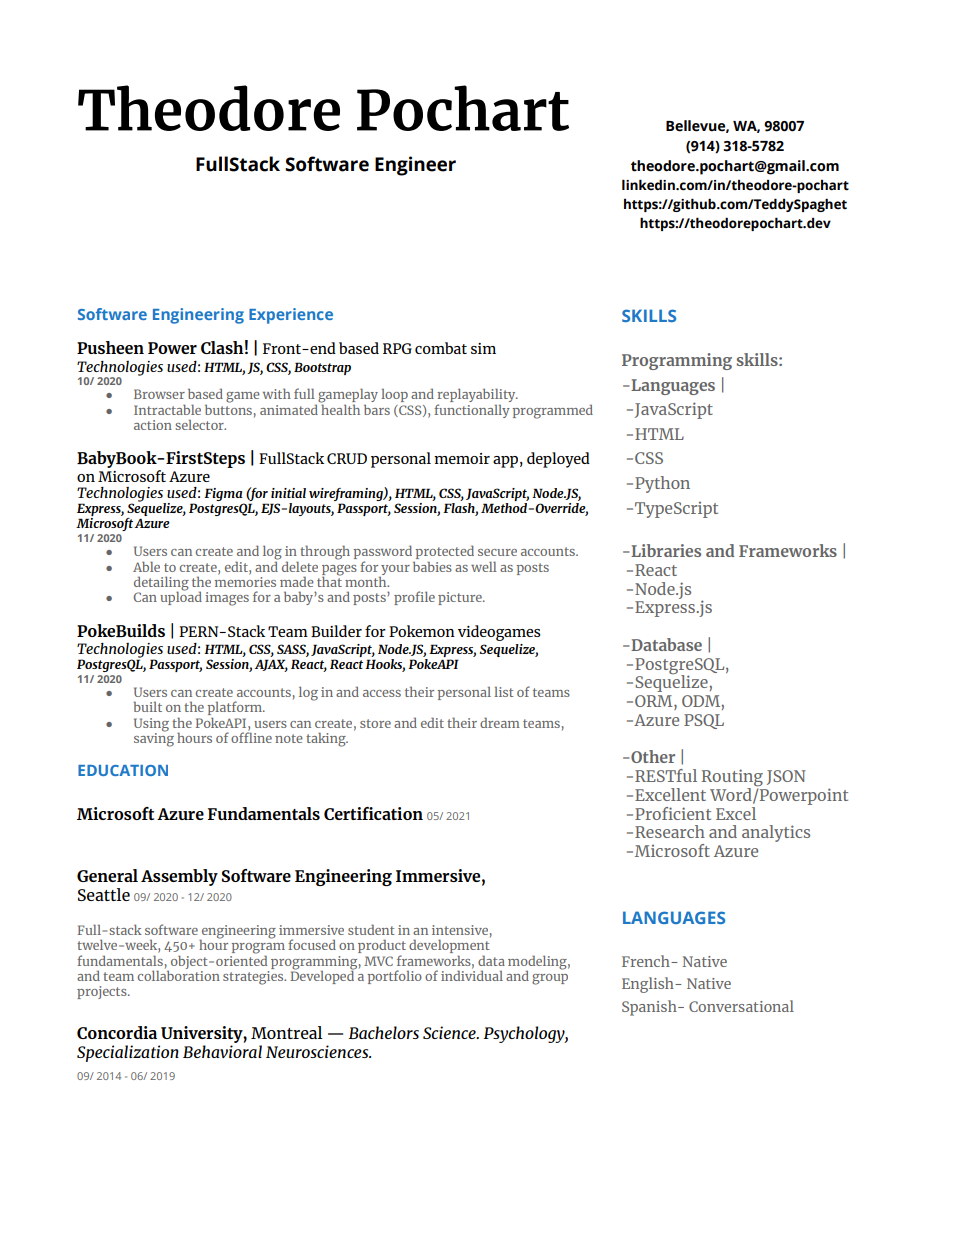 Theodore Pochart
FullStack Software Engineer
Bellevue, WA, 98007
(914) 318-5782
theodore.pochart@gmail.com
linkedin.com/in/theodore-pochart
https://github.com/TeddySpaghet
https://theodorepochart.dev
Software Engineering Experience
Pusheen Power Clash! | Front-end based RPG combat sim
Technologies used: HTML, JS, CSS, Bootstrap
10/ 2020
● Browser based game with full gameplay loop and replayability.
● Intractable buttons, animated health bars (CSS), functionally programmed
action selector.
BabyBook-FirstSteps | FullStack CRUD personal memoir app, deployed
on Microsoft Azure
Technologies used: Figma (for initial wireframing), HTML, CSS, JavaScript, Node.JS,
Express, Sequelize, PostgresQL, EJS-layouts, Passport, Session, Flash, Method-Override,
Microsoft Azure
11/ 2020
● Users can create and log in through password protected secure accounts.
● Able to create, edit, and delete pages for your babies as well as posts
detailing the memories made that month.
● Can upload images for a baby’s and posts’ profile picture.
PokeBuilds | PERN-Stack Team Builder for Pokemon videogames
Technologies used: HTML, CSS, SASS, JavaScript, Node.JS, Express, Sequelize,
PostgresQL, Passport, Session, AJAX, React, React Hooks, PokeAPI
11/ 2020
● Users can create accounts, log in and access their personal list of teams
built on the platform.
● Using the PokeAPI, users can create, store and edit their dream teams,
saving hours of offline note taking.
EDUCATION
Microsoft Azure Fundamentals Certification 05/ 2021
General Assembly Software Engineering Immersive,
Seattle 09/ 2020 - 12/ 2020
Full-stack software engineering immersive student in an intensive,
twelve-week, 450+ hour program focused on product development
fundamentals, object-oriented programming, MVC frameworks, data modeling,
and team collaboration strategies. Developed a portfolio of individual and group
projects.
Concordia University, Montreal — Bachelors Science. Psychology,
Specialization Behavioral Neurosciences.
09/ 2014 - 06/ 2019
SKILLS
Programming skills:
-Languages |
-JavaScript
-HTML
-CSS
-Python
-TypeScript
-Libraries and Frameworks |
-React
-Node.js
-Express.js
-Database |
-PostgreSQL,
-Sequelize,
-ORM, ODM,
-Azure PSQL
-Other |
-RESTful Routing JSON
-Excellent Word/Powerpoint
-Proficient Excel
-Research and analytics
-Microsoft Azure
LANGUAGES
French- Native
English- Native
Spanish- Conversational